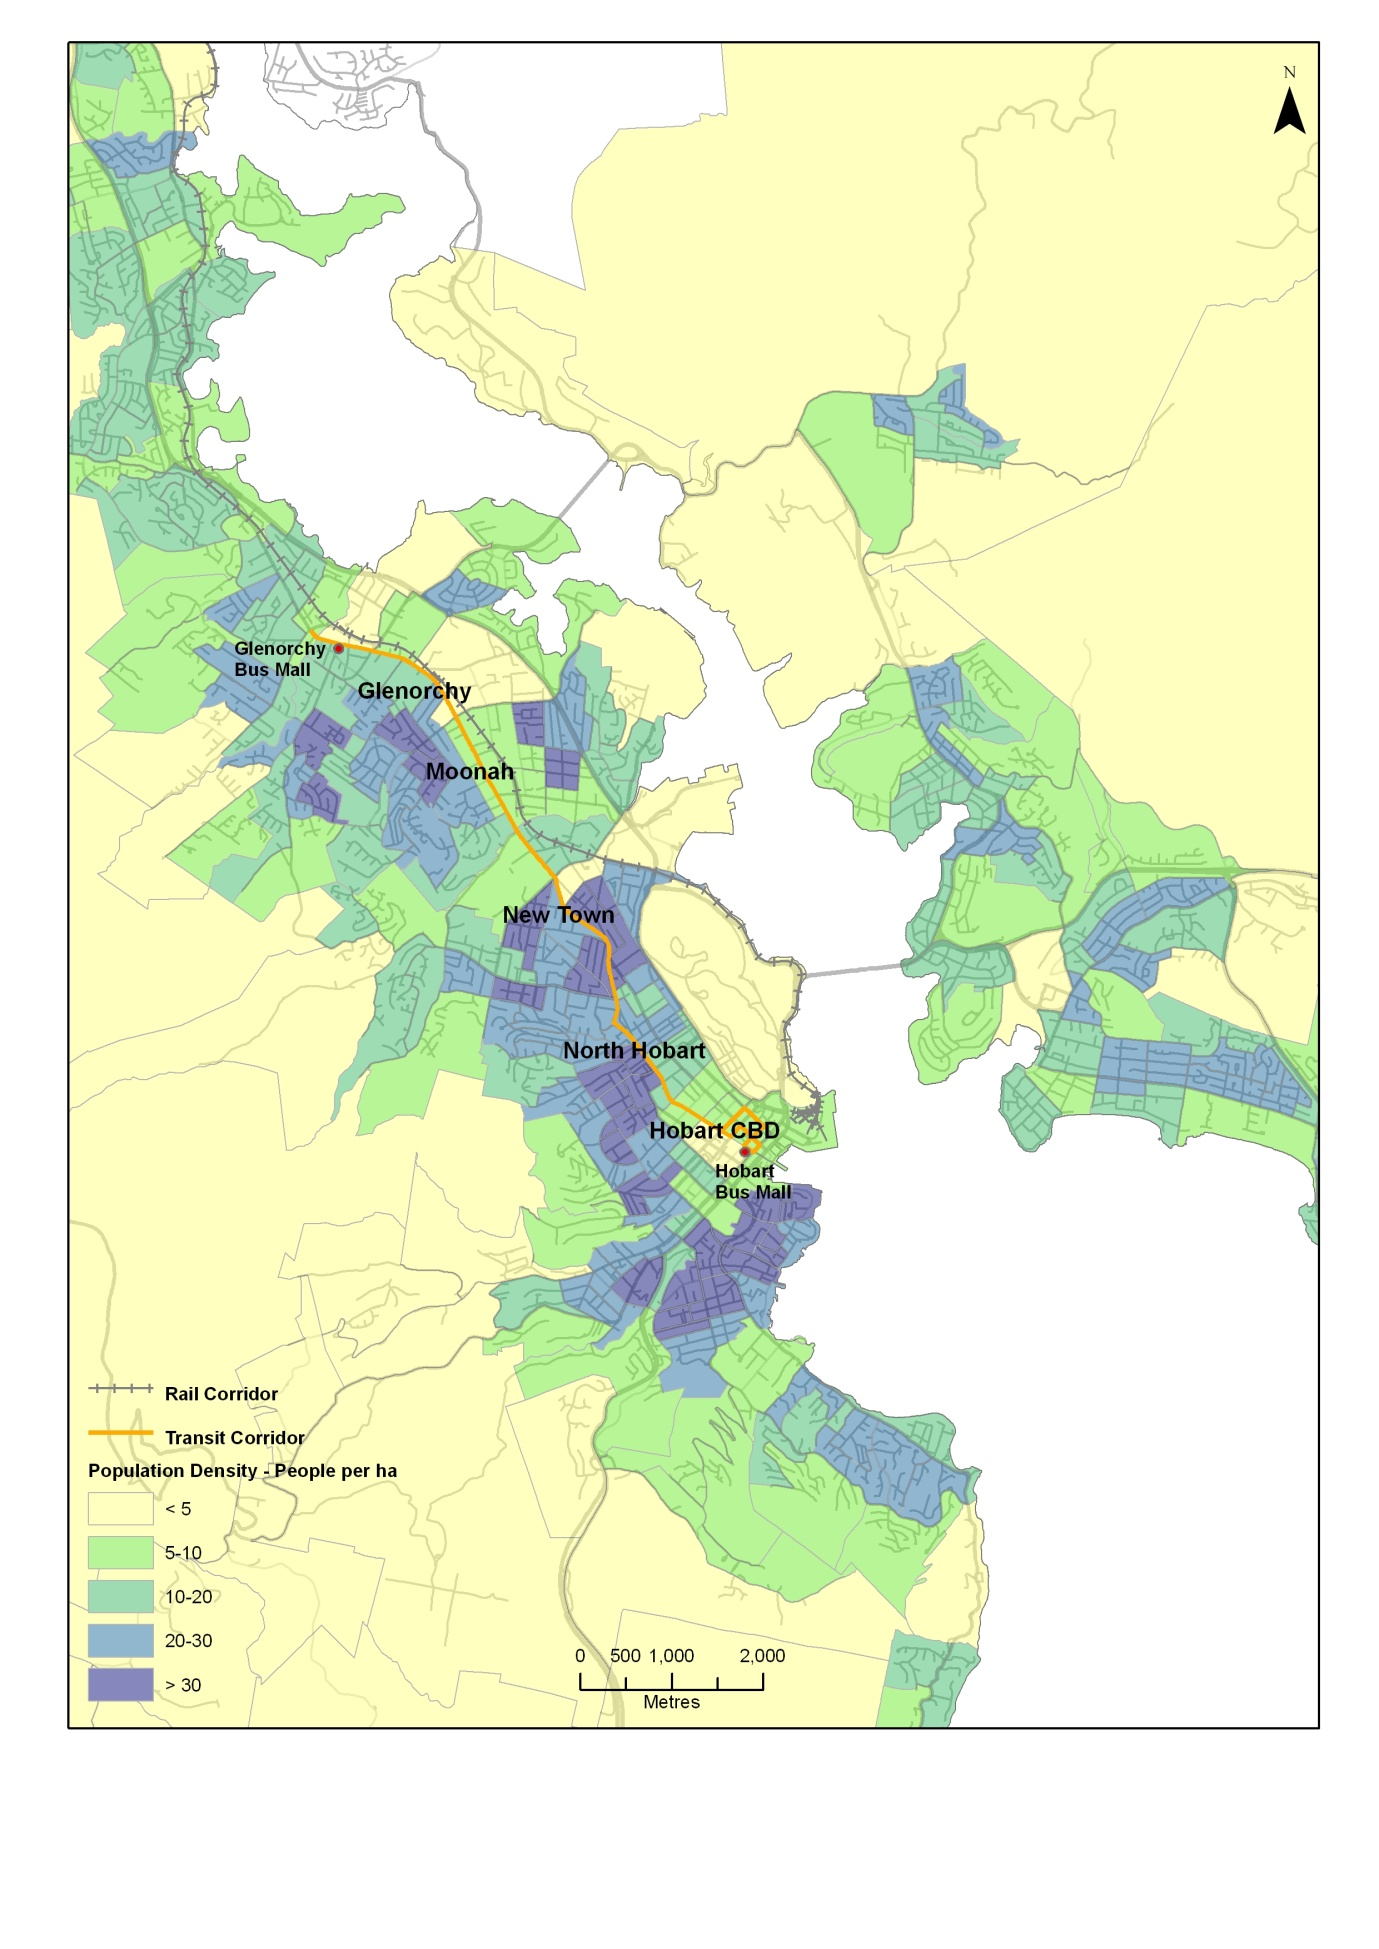 N
Glenorchy
Bus Mall
Glenorchy
Moonah
New Town
North Hobart
Hobart CBD
Hobart
Bus Mall
Rail Corridor
Transit Corridor
Population Density - People per ha
< 5
5-10
10-20
20-30
> 30
0 500 1,000 2,000
Metres